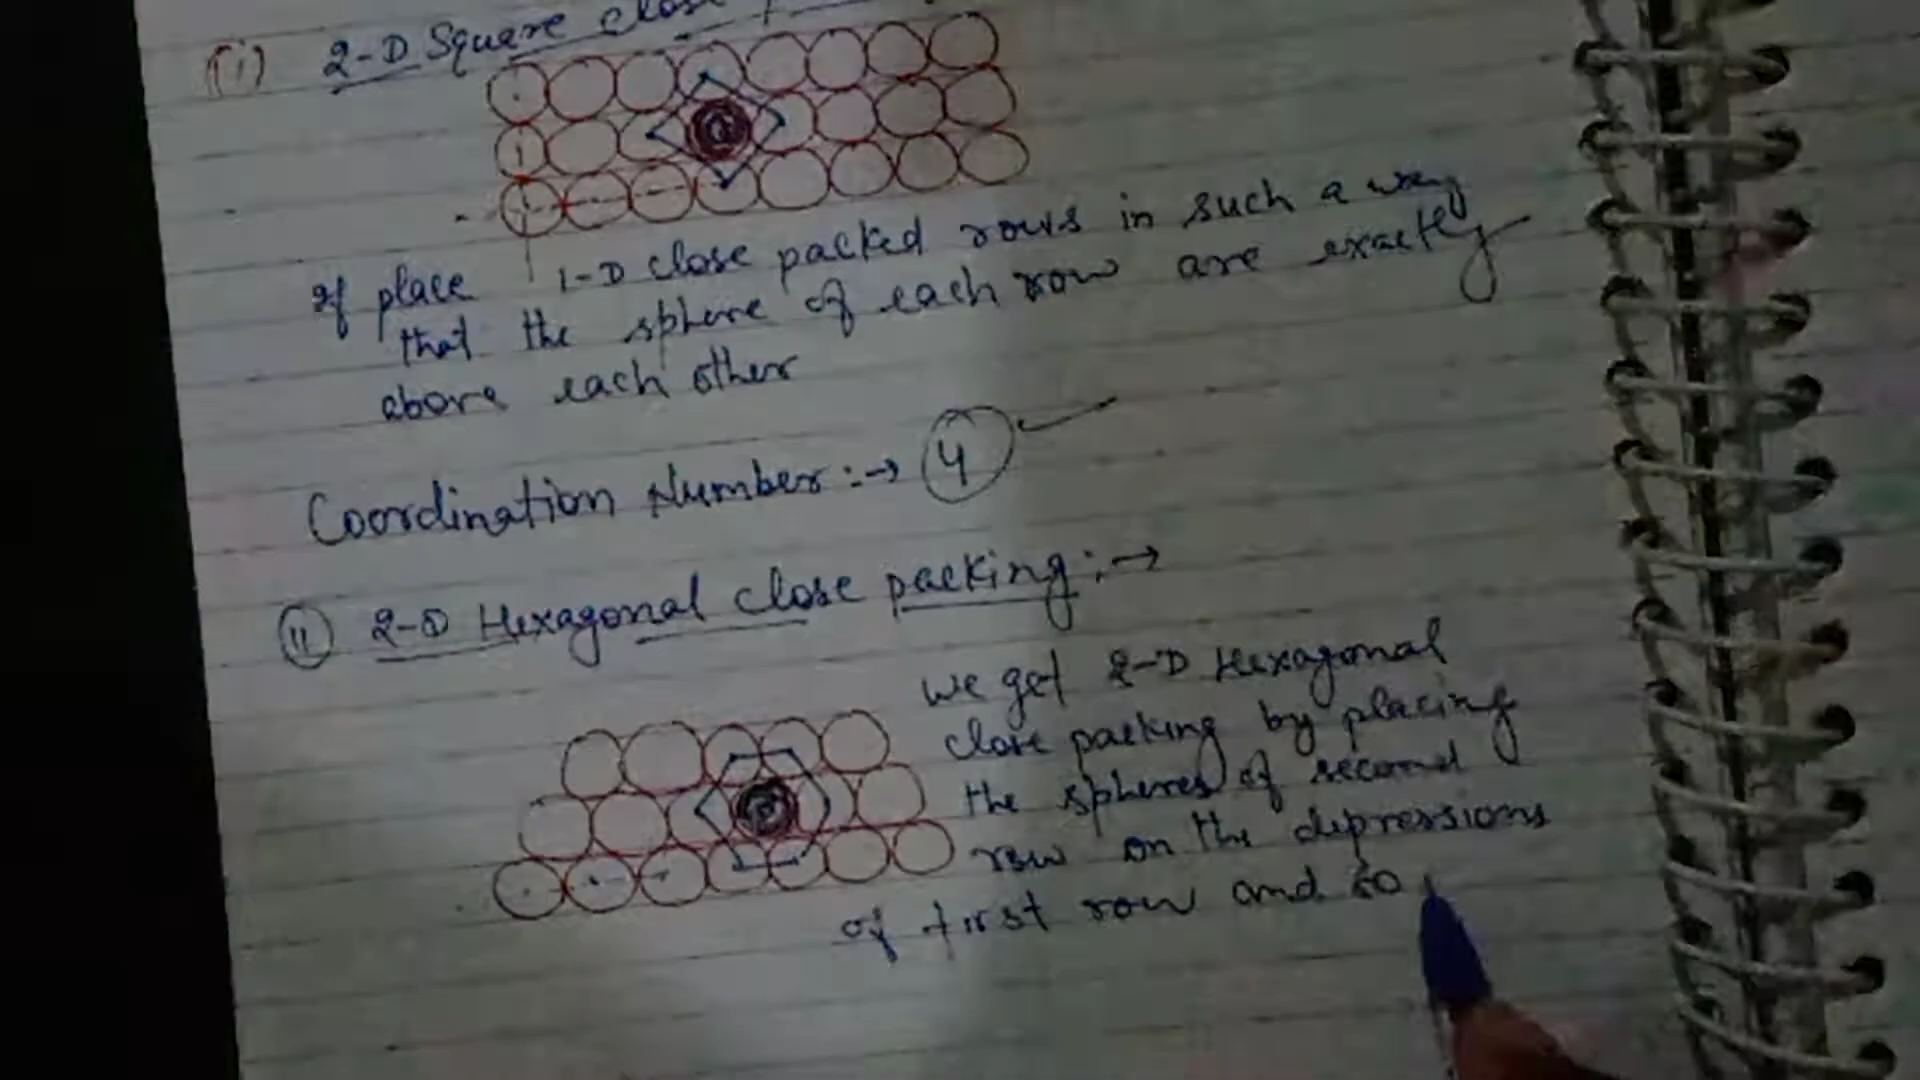 (i) 2-D Square close
If place 1-D close packed rows in such a way
that the sphere of each row are exactly
above each other
Coordination Number :→ 4
(ii) 2-D Hexagonal close packing :→
we get 2-D Hexagonal
close packing by placing
the spheres of second
row on the depressions
of first row and so